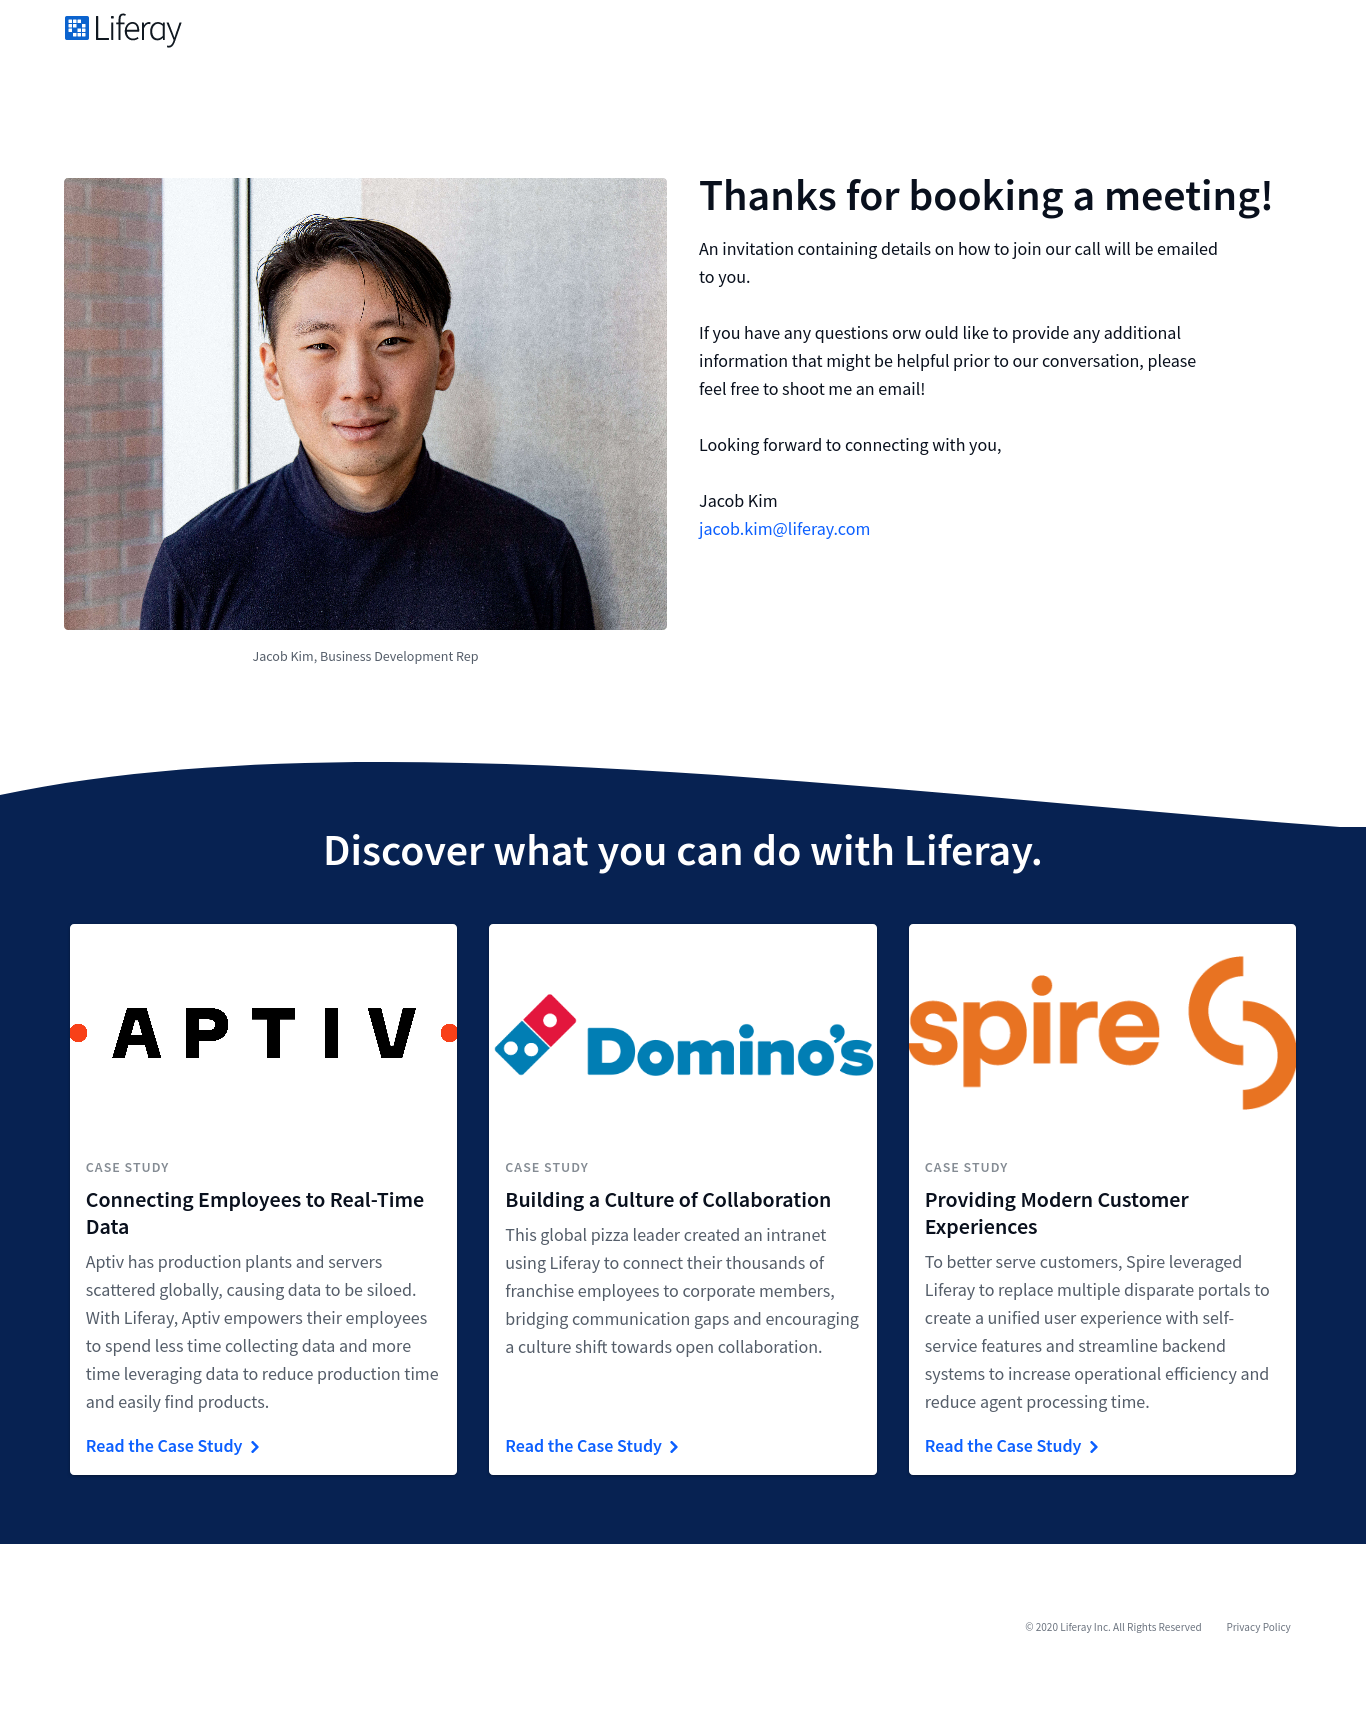 Liferay
Thanks for booking a meeting!
An invitation containing details on how to join our call will be emailed
to you.
If you have any questions orw ould like to provide any additional
information that might be helpful prior to our conversation, please
feel free to shoot me an email!
Looking forward to connecting with you,
Jacob Kim
jacob.kim@liferay.com
Jacob Kim, Business Development Rep
Discover what you can do with Liferay.
APTIV
CASE STUDY
Connecting Employees to Real-Time
Data
Aptiv has production plants and servers
scattered globally, causing data to be siloed.
With Liferay, Aptiv empowers their employees
to spend less time collecting data and more
time leveraging data to reduce production time
and easily find products.
Read the Case Study
Domino's
CASE STUDY
Building a Culture of Collaboration
This global pizza leader created an intranet
using Liferay to connect their thousands of
franchise employees to corporate members,
bridging communication gaps and encouraging
a culture shift towards open collaboration.
Read the Case Study
spire
CASE STUDY
Providing Modern Customer
Experiences
To better serve customers, Spire leveraged
Liferay to replace multiple disparate portals to
create a unified user experience with self-
service features and streamline backend
systems to increase operational efficiency and
reduce agent processing time.
Read the Case Study
© 2020 Liferay Inc. All Rights Reserved Privacy Policy